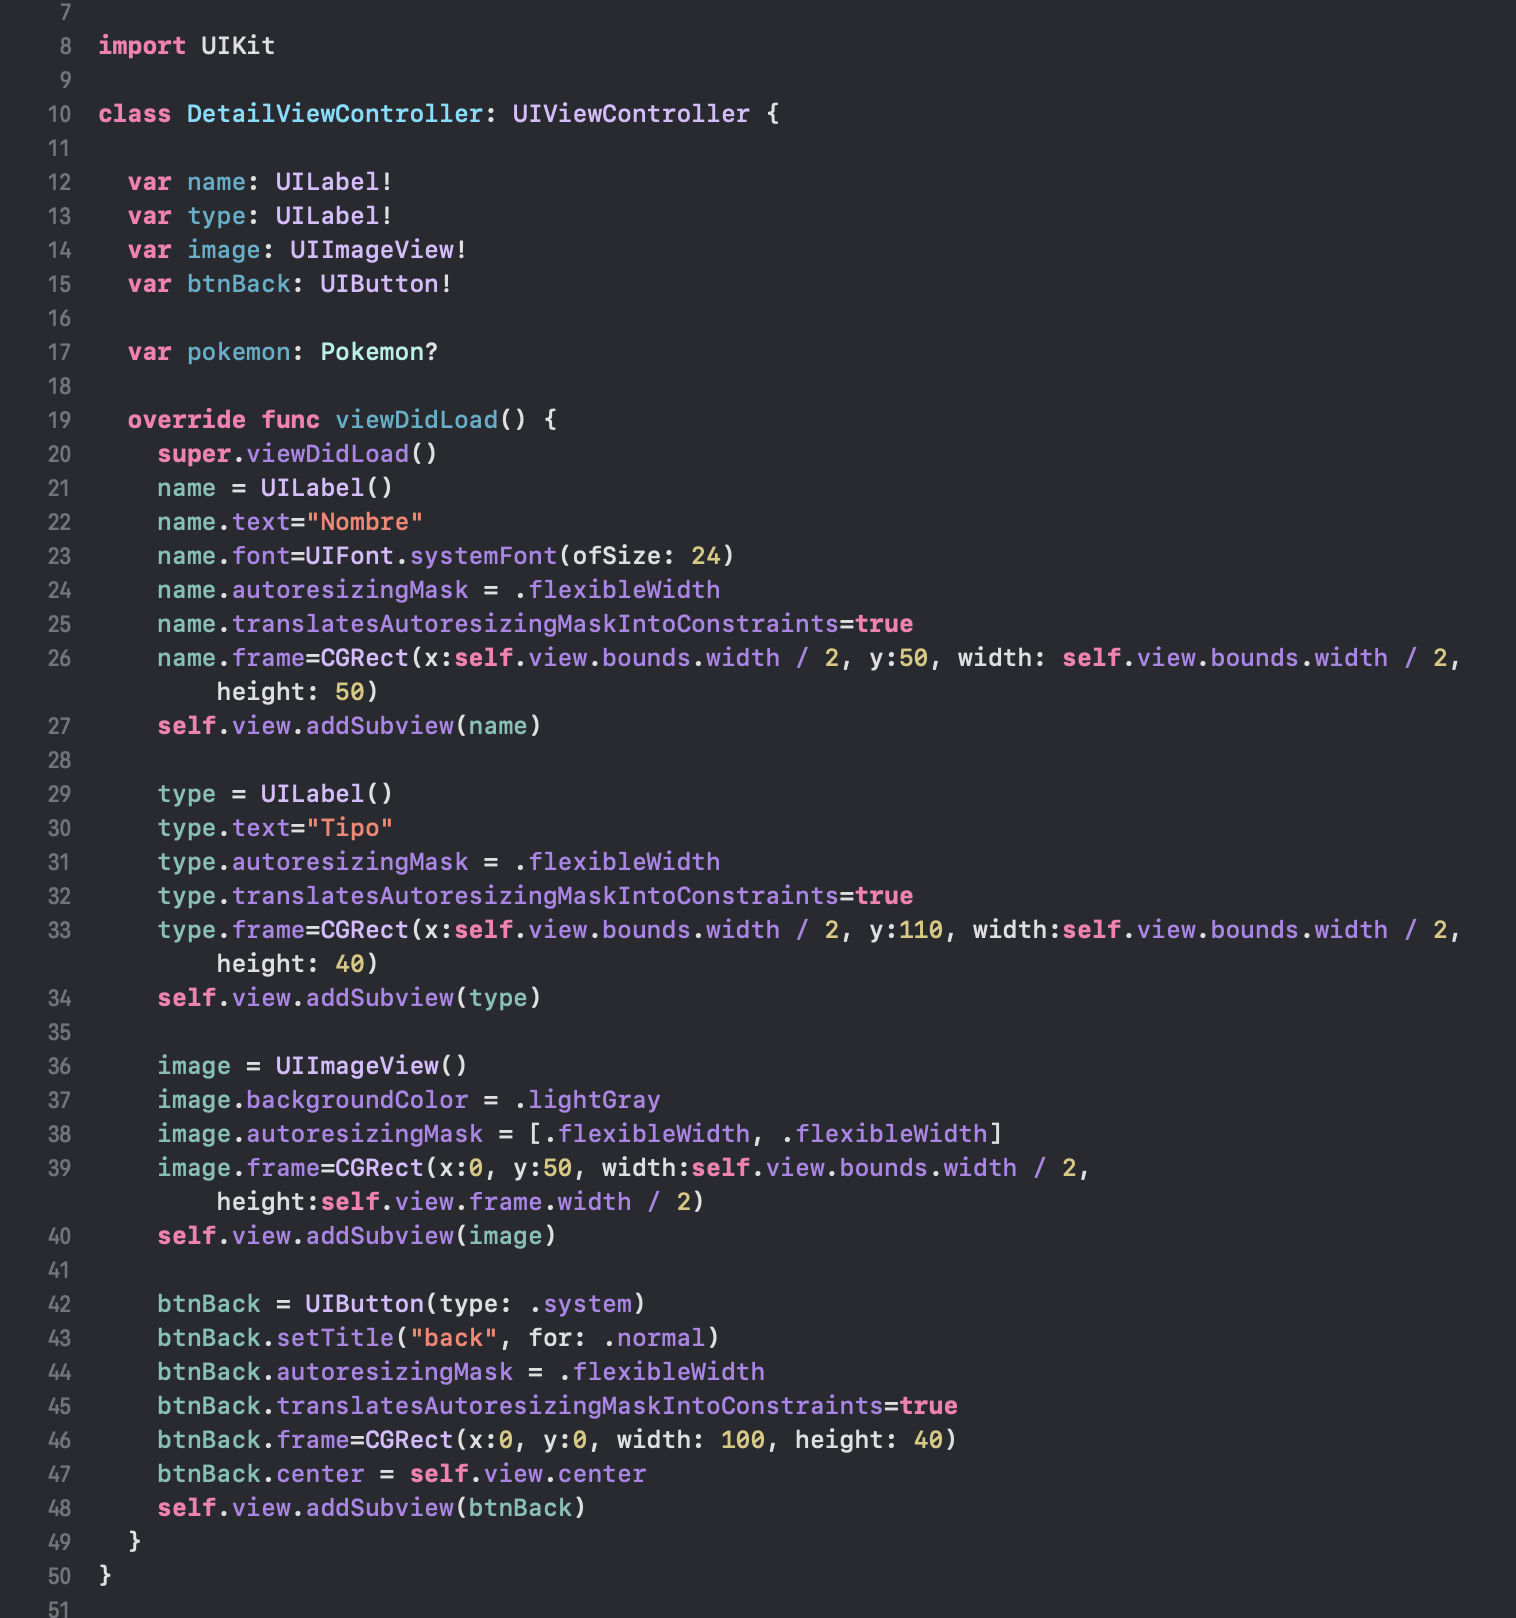 7
8 import UIKit
9
10 class DetailViewController: UIViewController {
11
12   var name: UILabel!
13   var type: UILabel!
14   var image: UIImageView!
15   var btnBack: UIButton!
16
17   var pokemon: Pokemon?
18
19   override func viewDidLoad() {
20     super.viewDidLoad()
21     name = UILabel()
22     name.text="Nombre"
23     name.font=UIFont.systemFont(ofSize: 24)
24     name.autoresizingMask = .flexibleWidth
25     name.translatesAutoresizingMaskIntoConstraints=true
26     name.frame=CGRect(x:self.view.bounds.width / 2, y:50, width: self.view.bounds.width / 2,
        height: 50)
27     self.view.addSubview(name)
28
29     type = UILabel()
30     type.text="Tipo"
31     type.autoresizingMask = .flexibleWidth
32     type.translatesAutoresizingMaskIntoConstraints=true
33     type.frame=CGRect(x:self.view.bounds.width / 2, y:110, width:self.view.bounds.width / 2,
        height: 40)
34     self.view.addSubview(type)
35
36     image = UIImageView()
37     image.backgroundColor = .lightGray
38     image.autoresizingMask = [.flexibleWidth, .flexibleWidth]
39     image.frame=CGRect(x:0, y:50, width:self.view.bounds.width / 2,
        height:self.view.frame.width / 2)
40     self.view.addSubview(image)
41
42     btnBack = UIButton(type: .system)
43     btnBack.setTitle("back", for: .normal)
44     btnBack.autoresizingMask = .flexibleWidth
45     btnBack.translatesAutoresizingMaskIntoConstraints=true
46     btnBack.frame=CGRect(x:0, y:0, width: 100, height: 40)
47     btnBack.center = self.view.center
48     self.view.addSubview(btnBack)
49   }
50 }
51